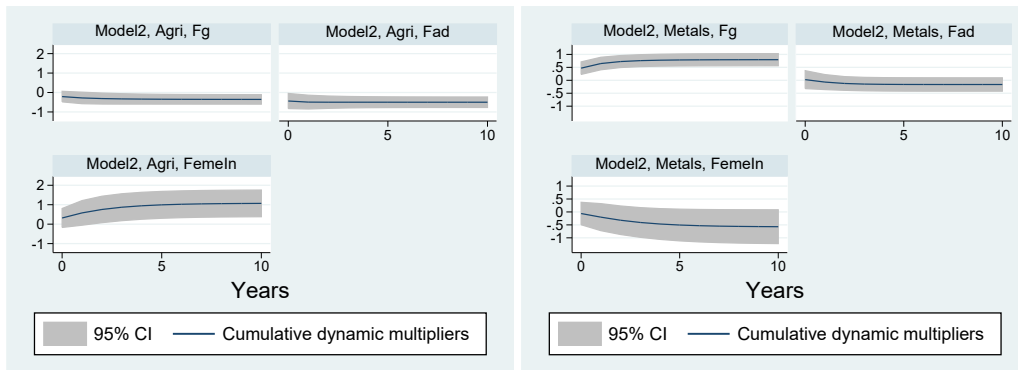 Model2, Agri, Fg
Model2, Agri, Fad
2
1
0
-1
0
5
10
Model2, Agri, FemeIn
2
1
0
-1
0
5
10
Years
95% CI
Cumulative dynamic multipliers
Model2, Metals, Fg
Model2, Metals, Fad
1
.5
0
-.5
-1
0
5
10
Model2, Metals, FemeIn
1
.5
0
-.5
-1
0
5
10
Years
95% CI
Cumulative dynamic multipliers